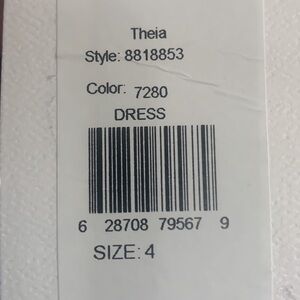 Theia
Style: 8818853
Color: 7280
DRESS
6 28708 79567 9
SIZE: 4